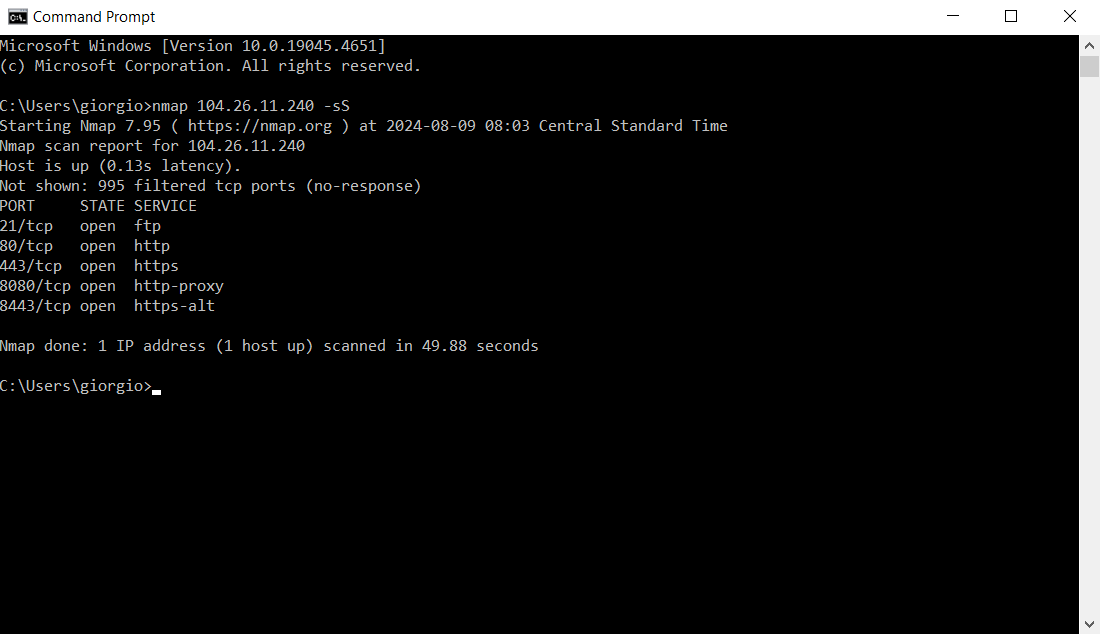 Command Prompt
Microsoft Windows [Version 10.0.19045.4651]
(c) Microsoft Corporation. All rights reserved.
C:\Users\giorgio>nmap 104.26.11.240 -sS
Starting Nmap 7.95 ( https://nmap.org ) at 2024-08-09 08:03 Central Standard Time
Nmap scan report for 104.26.11.240
Host is up (0.13s latency).
Not shown: 995 filtered tcp ports (no-response)
PORT     STATE SERVICE
21/tcp   open  ftp
80/tcp   open  http
443/tcp  open  https
8080/tcp open  http-proxy
8443/tcp open  https-alt
Nmap done: 1 IP address (1 host up) scanned in 49.88 seconds
C:\Users\giorgio>